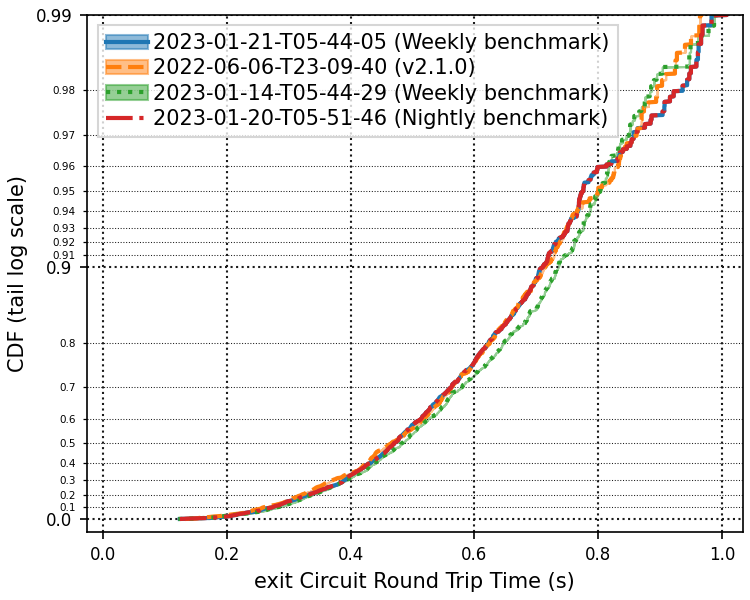 0.99
2023-01-21-T05-44-05 (Weekly benchmark)
2022-06-06-T23-09-40 (v2.1.0)
2023-01-14-T05-44-29 (Weekly benchmark)
2023-01-20-T05-51-46 (Nightly benchmark)
0.98
0.97
0.96
0.95
0.94
0.93
0.92
0.91
0.9
0.8
0.7
0.6
0.5
0.4
0.3
0.2
0.1
0.0
CDF (tail log scale)
0.0 0.2 0.4 0.6 0.8 1.0
exit Circuit Round Trip Time (s)